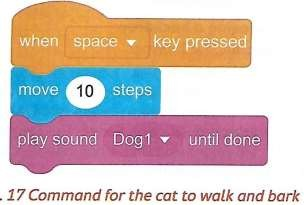 when space key pressed
move 10 steps
play sound Dog1 until done
. 17 Command for the cat to walk and bark